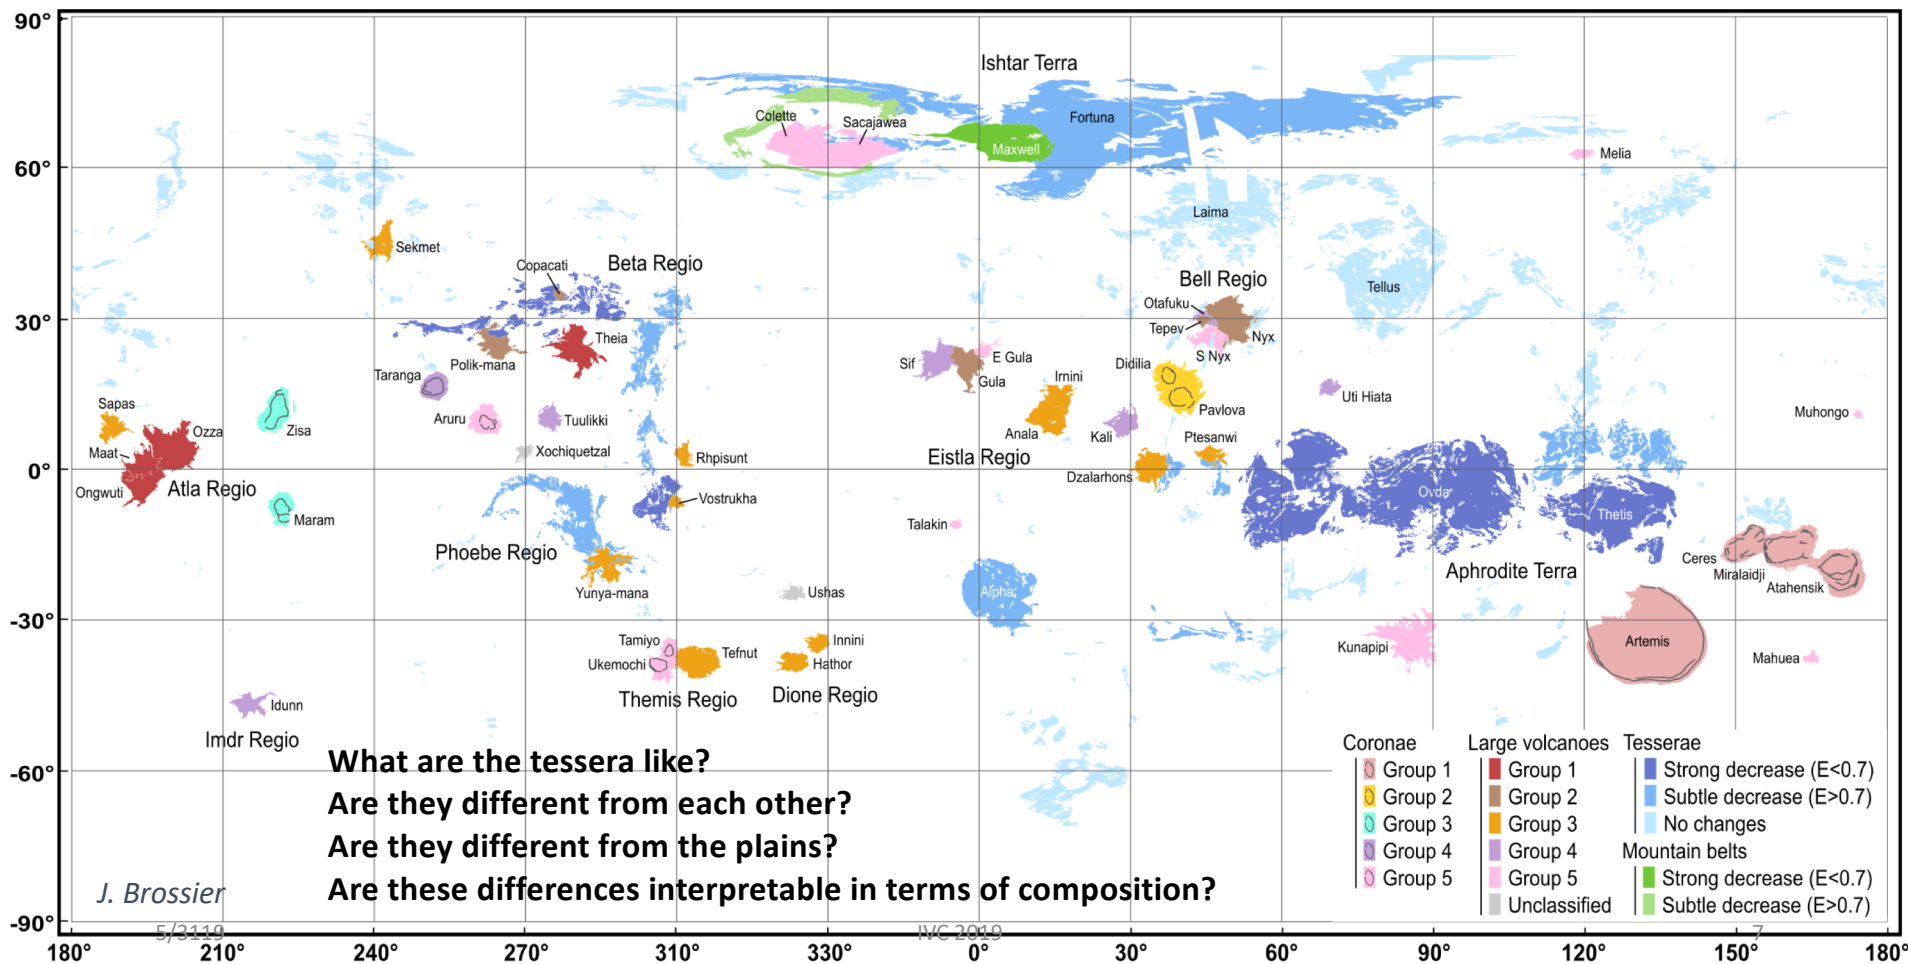 90°
Ishtar Terra
Colette
Sacajawea
Fortuna
Maxwell
Melia
60°
Laima
Sekmet
Copacati
Beta Regio
Bell Regio
Tellus
Otafuku
30°
Tepev
Theia
Nyx
Polik-mana
Sif
E Gula
S Nyx
Taranga
Gula
Didilia
Irnini
Uti Hiata
Sapas
Aruru
Tuulikki
Pavlova
Muhongo
Ozza
Zisa
Anala
Kali
Ptesanwi
Maat
Xochiquetzal
Rhpisunt
Eistla Regio
0°
Dzalarhons
Ongwuti
Atla Regio
Vostrukha
Ovda
Maram
Talakin
Thetis
Phoebe Regio
Ceres
Aphrodite Terra
Miralaidji
Atahensik
Yunya-mana
Ushas
Alpha
-30°
Tamiyo
Innini
Artemis
Kunapipi
Ukemochi
Tefnut
Hathor
Mahuea
Themis Regio
Dione Regio
Idunn
Imdr Regio
What are the tessera like?
-60°
Are they different from each other?
Are they different from the plains?
Are these differences interpretable in terms of composition?
J. Brossier
Coronae
Group 1
Group 2
Group 3
Group 4
Group 5
Large volcanoes
Group 1
Group 2
Group 3
Group 4
Group 5
Unclassified
Tesserae
Strong decrease (E<0.7)
Subtle decrease (E>0.7)
No changes
Mountain belts
Strong decrease (E<0.7)
Subtle decrease (E>0.7)
-90°
5/3119
IVC 2019
7
180° 210° 240° 270° 310° 330° 0° 30° 60° 90° 120° 150° 180°